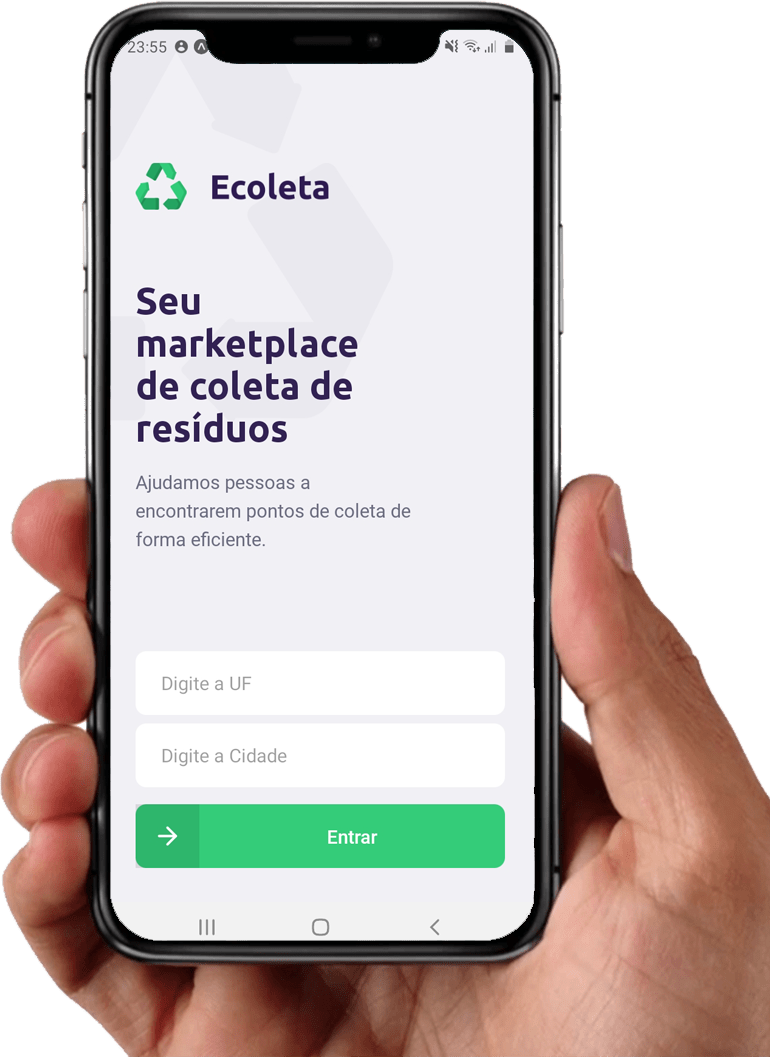 23:55
Ecoleta
Seu
marketplace
de coleta de
resíduos
Ajudamos pessoas a
encontrarem pontos de coleta de
forma eficiente.
Digite a UF
Digite a Cidade
Entrar